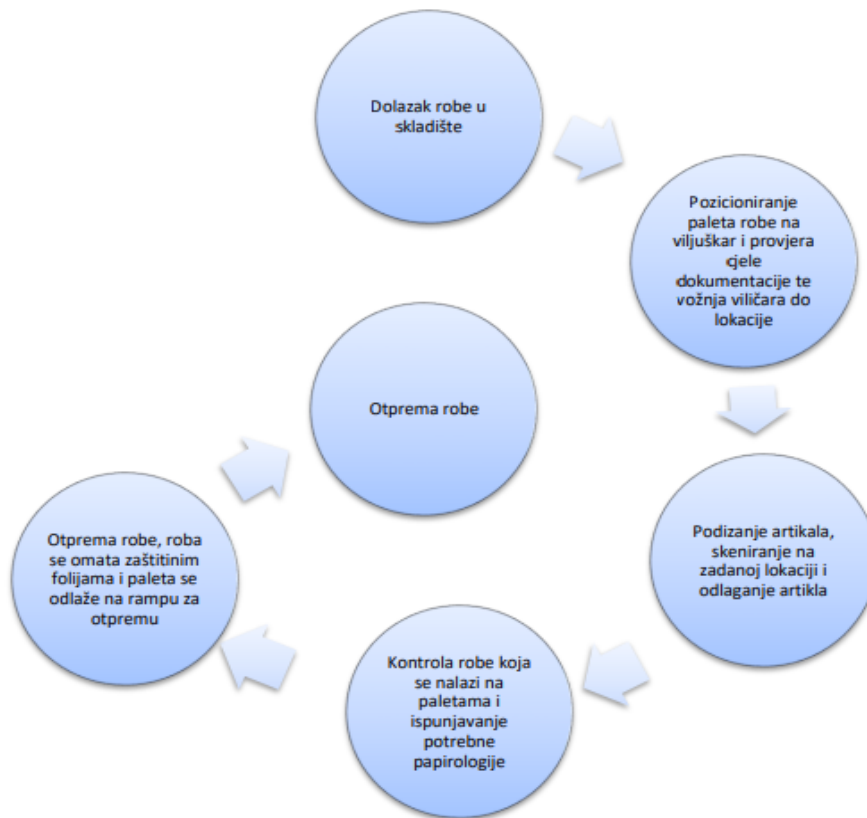 Dolazak robe u
skladište
Pozicioniranje
paleta robe na
viljuškar i provjera
cjele
dokumentacije te
vožnja viličara do
lokacije
Podizanje artikala,
skeniranje na
zadanoj lokaciji i
odlaganje artikla
Kontrola robe koja
se nalazi na
paletama i
ispunjavanje
potrebne
papirologije
Otprema robe, roba
se omata zaštitinim
folijama i paleta se
odlaže na rampu za
otpremu
Otprema robe